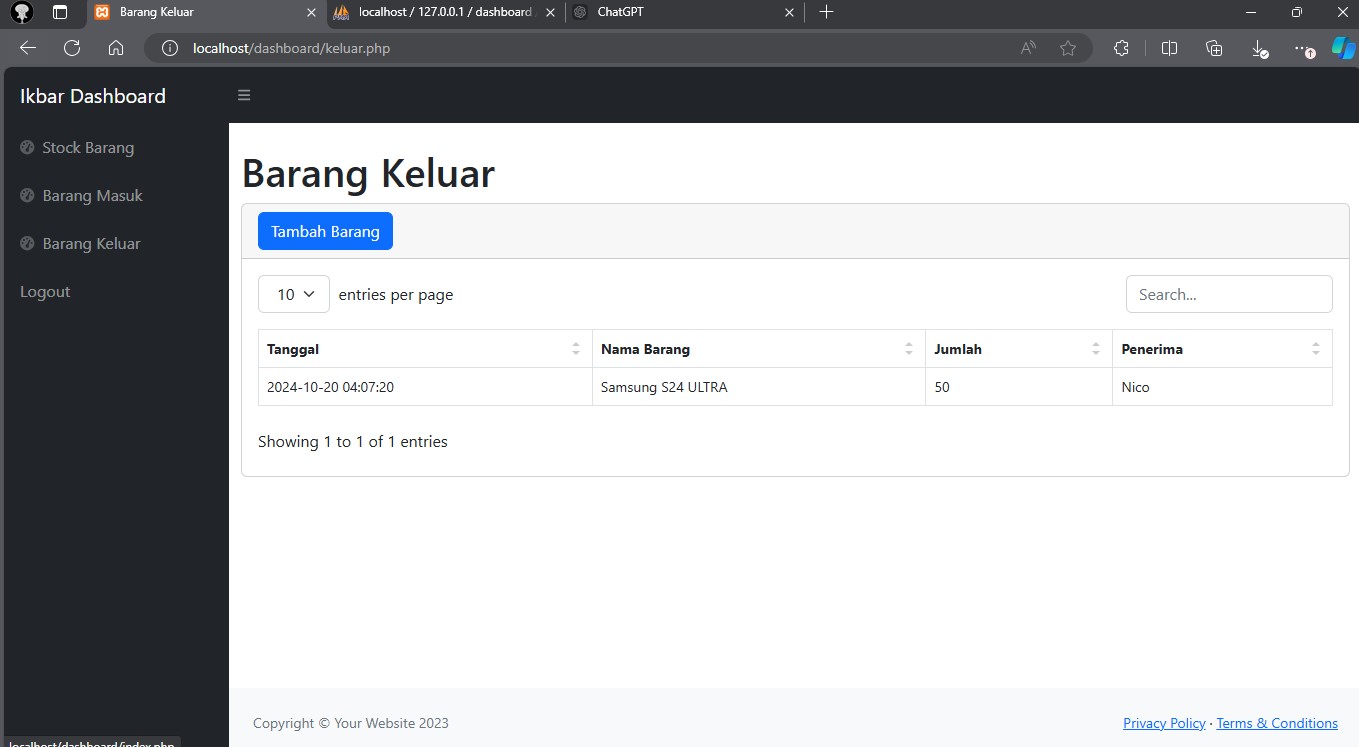 Barang Keluar
localhost / 127.0.0.1 / dashboard
ChatGPT
localhost/dashboard/keluar.php
Ikbar Dashboard
Stock Barang
Barang Masuk
Barang Keluar
Logout
Barang Keluar
Tambah Barang
10 entries per page
Search...
Tanggal Nama Barang Jumlah Penerima
2024-10-20 04:07:20 Samsung S24 ULTRA 50 Nico
Showing 1 to 1 of 1 entries
Copyright © Your Website 2023
Privacy Policy · Terms & Conditions
localhost/dashboard/index.php